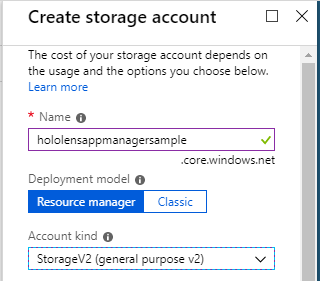 Create storage account
The cost of your storage account depends on
the usage and the options you choose below.
Learn more
* Name
hololensappmanagersample
.core.windows.net
Deployment model
Resource manager Classic
Account kind
StorageV2 (general purpose v2)